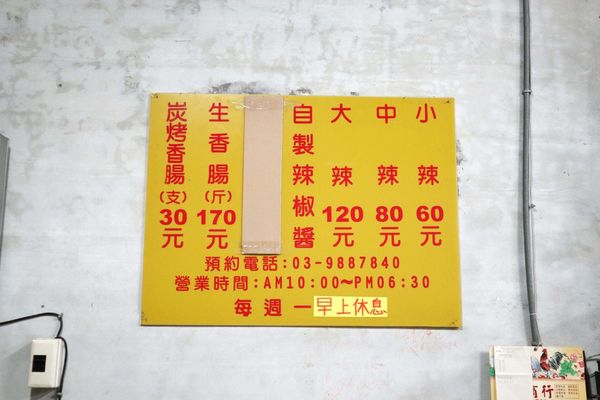 小辣60元
中辣80元
大辣120元
自製辣椒醬
生香腸(斤)170元
炭烤香腸(支)30元
預約電話:03-9887840
營業時間:AM10:00～PM06:30
每週一早上休息
行